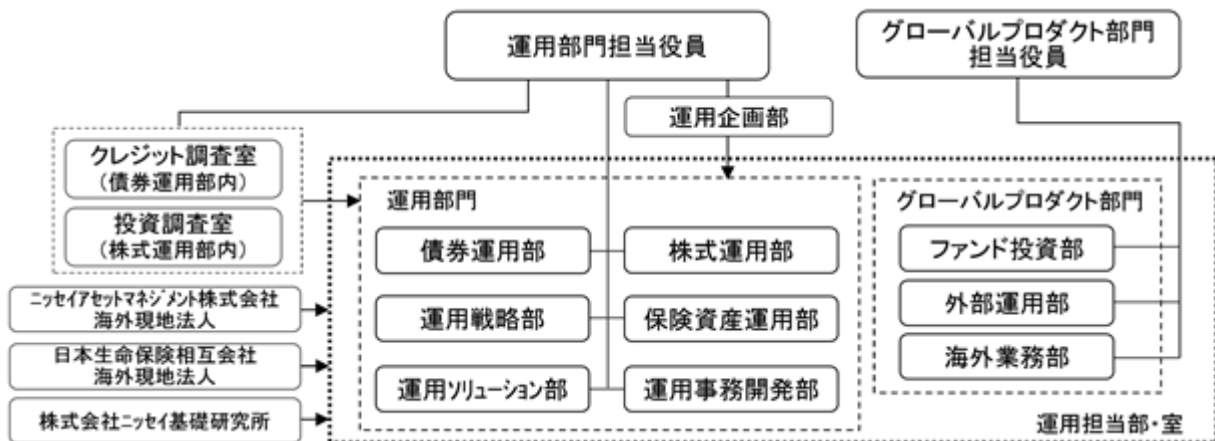 運用部門担当役員
グローバルプロダクト部門
担当役員
運用企画部
クレジット調査室
(債券運用部内)
投資調査室
(株式運用部内)
運用部門
グローバルプロダクト部門
債券運用部
株式運用部
ファンド投資部
ニッセイアセットマネジメント株式会社
海外現地法人
運用戦略部
保険資産運用部
外部運用部
日本生命保険相互会社
海外現地法人
海外業務部
運用ソリューション部
運用事務開発部
株式会社ニッセイ基礎研究所
運用担当部・室